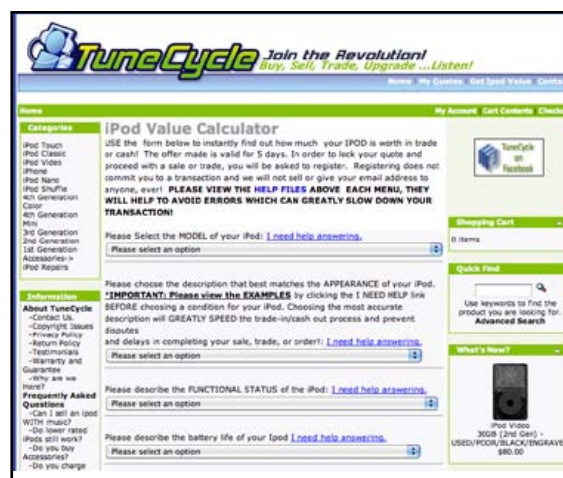 TuneCycle Join the Revolution!
Buy, Sell, Trade, Upgrade ...Listen!
Home My Quotes Get Ipod Value Conta
Home
My Account Cart Contents Checko
Categories
iPod Touch
iPod Classic
iPod Video
iPhone
iPod Nano
iPod Shuffle
4th Generation
Color
4th Generation
Mini
3rd Generation
2nd Generation
1st Generation
Accessories->
iPod Repairs
Information
About TuneCycle
-Contact Us.
-Copyright Issues
-Privacy Policy
-Return Policy
-Testimonials
-Warranty and
Guarantee
-Why are we
Here?
Frequently Asked
Questions
-Can I sell an ipod
WITH music?
-Do lower rated
iPods still work?
-Do you buy
Accessories?
-Do you charge
iPod Value Calculator
USE the form below to instantly find out how much your IPOD is worth in trade
or cash! The offer made is valid for 5 days. In order to lock your quote and
proceed with a sale or trade, you will be asked to register. Registering does not
commit you to a transaction and we will not sell or give your email address to
anyone, ever! PLEASE VIEW THE HELP FILES ABOVE EACH MENU, THEY
WILL HELP TO AVOID ERRORS WHICH CAN GREATLY SLOW DOWN YOUR
TRANSACTION!
Please Select the MODEL of your iPod: I need help answering.
Please select an option
Please choose the description that best matches the APPEARANCE of your iPod.
*IMPORTANT: Please view the EXAMPLES by clicking the I NEED HELP link
BEFORE choosing a condition for your iPod. Choosing the most accurate
description will GREATLY SPEED the trade-in/cash out process and prevent
disputes
and delays in completing your sale, trade, or order!: I need help answering.
Please select an option
Please describe the FUNCTIONAL STATUS of the iPod: I need help answering.
Please select an option
Please describe the battery life of your Ipod I need help answering.
Please select an option
TuneCycle
on
Facebook
Shopping Cart
0 items
Quick Find
Use keywords to find the
product you are looking for.
Advanced Search
What's New?
iPod Video
30GB (2nd Gen) -
USED/POOR/BLACK/ENGRAVE
$80.00